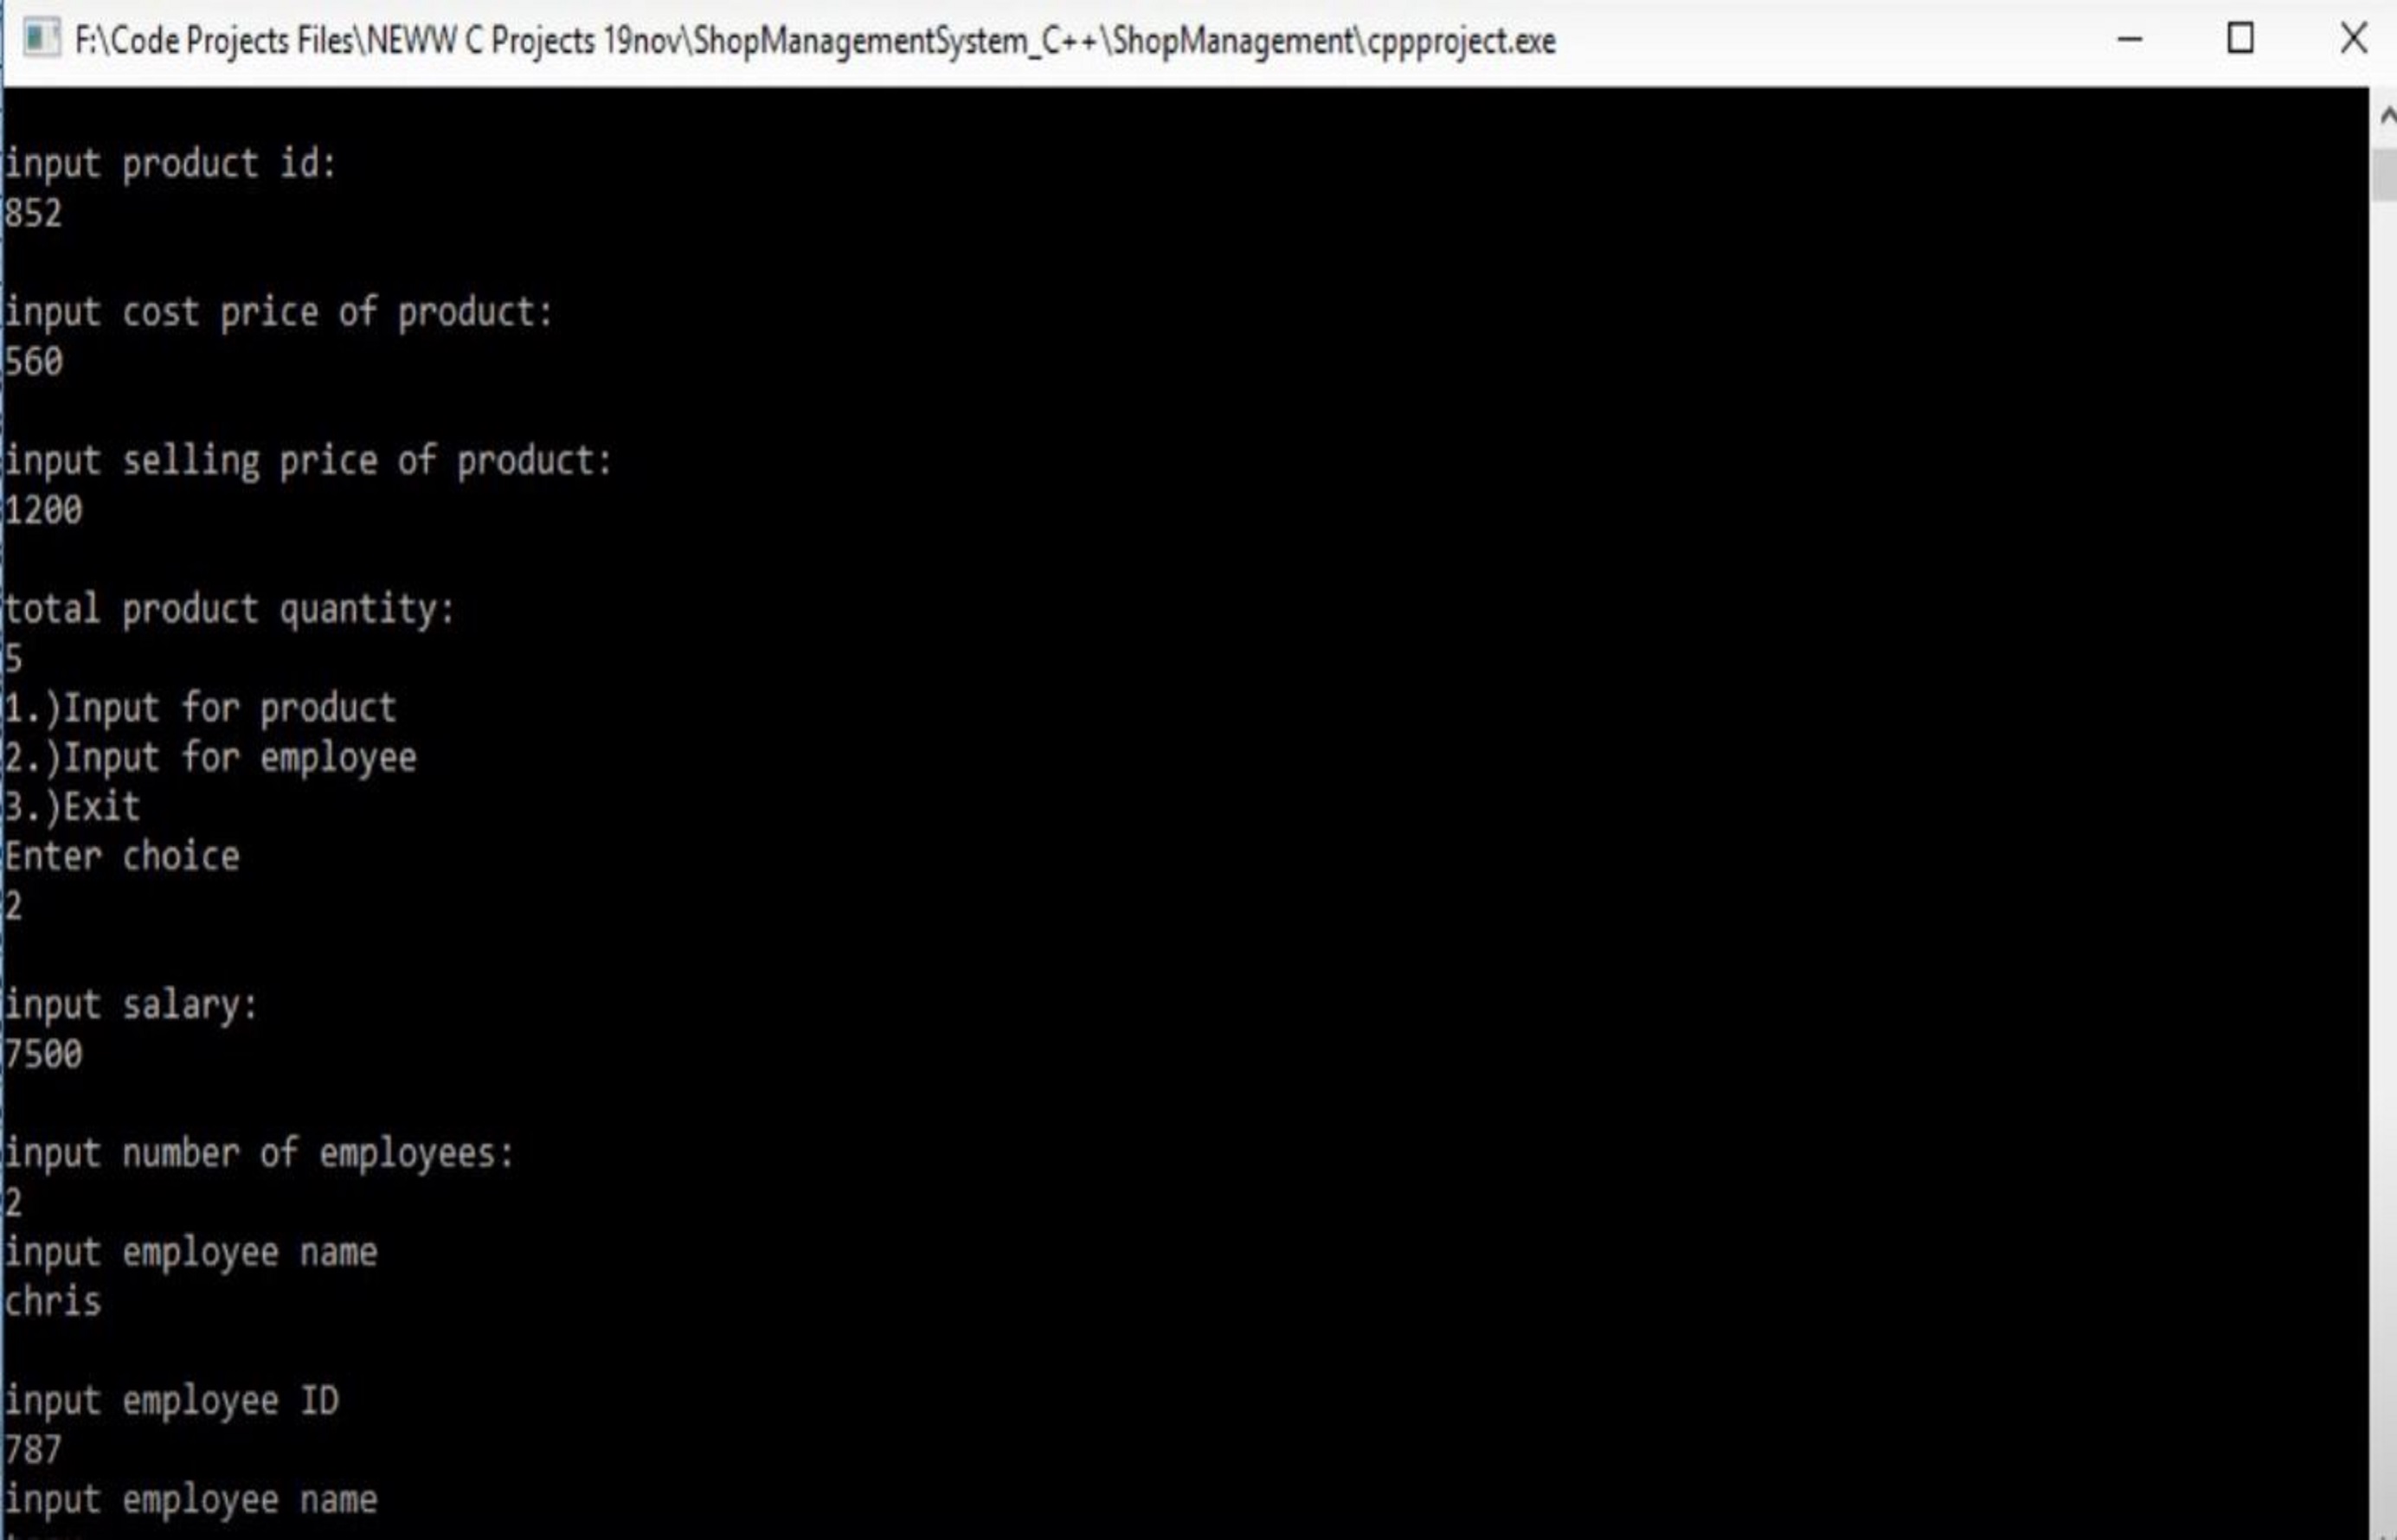 F:\Code Projects Files\NEWW C Projects 19nov\ShopManagementSystem_C++\ShopManagement\cppproject.exe
input product id:
852
input cost price of product:
560
input selling price of product:
1200
total product quantity:
5
1.)Input for product
2.)Input for employee
3.)Exit
Enter choice
2
input salary:
7500
input number of employees:
2
input employee name
chris
input employee ID
787
input employee name